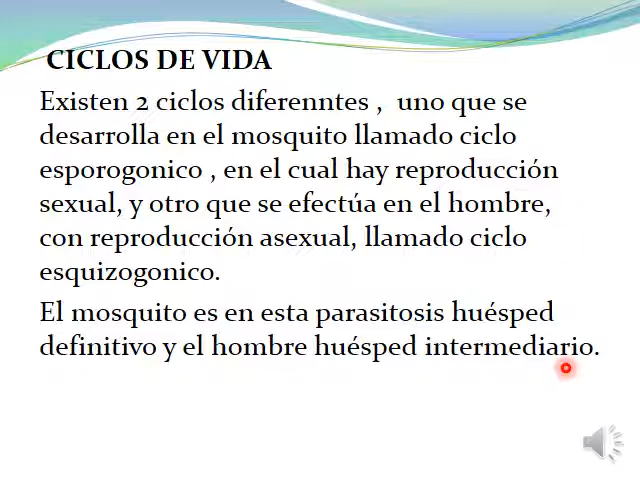 CICLOS DE VIDA
Existen 2 ciclos diferenntes , uno que se
desarrolla en el mosquito llamado ciclo
esporogonico , en el cual hay reproducción
sexual, y otro que se efectúa en el hombre,
con reproducción asexual, llamado ciclo
esquizogonico.
El mosquito es en esta parasitosis huésped
definitivo y el hombre huésped intermediario.